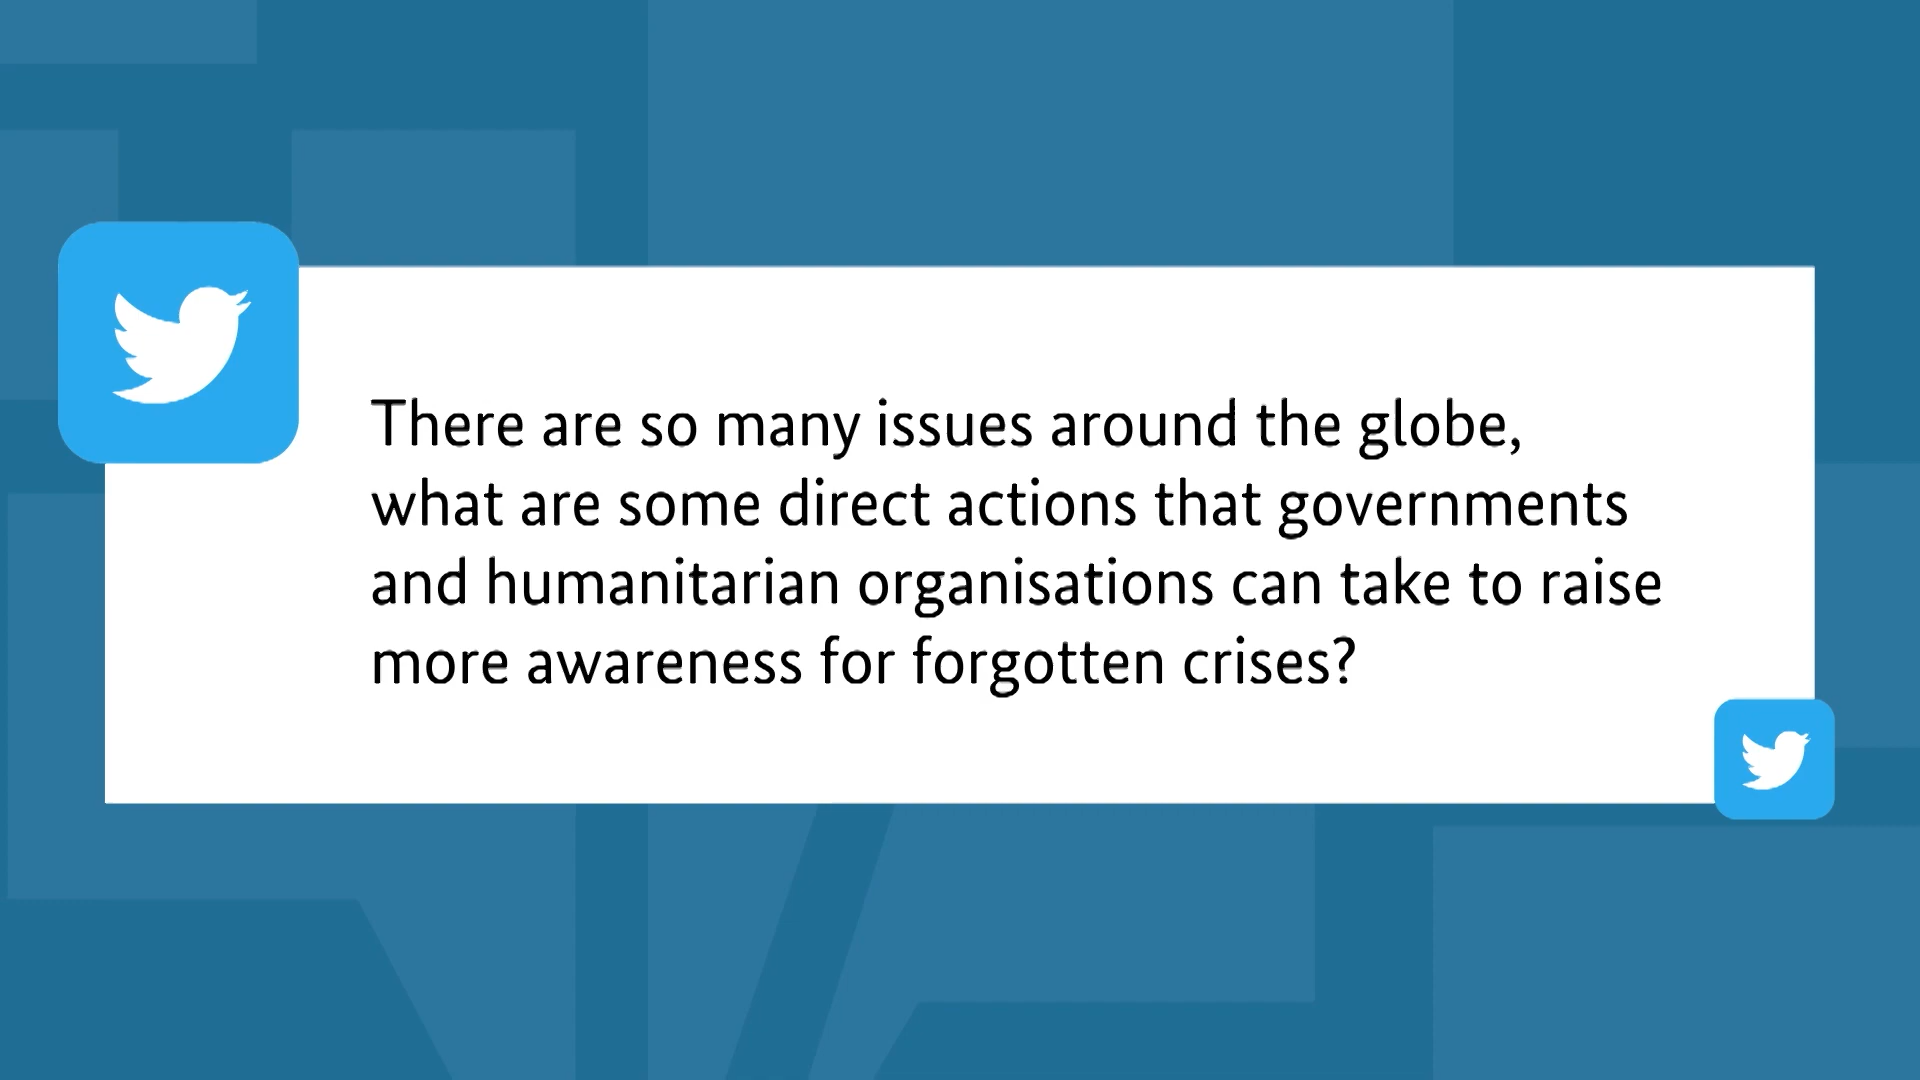 There are so many issues around the globe,
what are some direct actions that governments
and humanitarian organisations can take to raise
more awareness for forgotten crises?